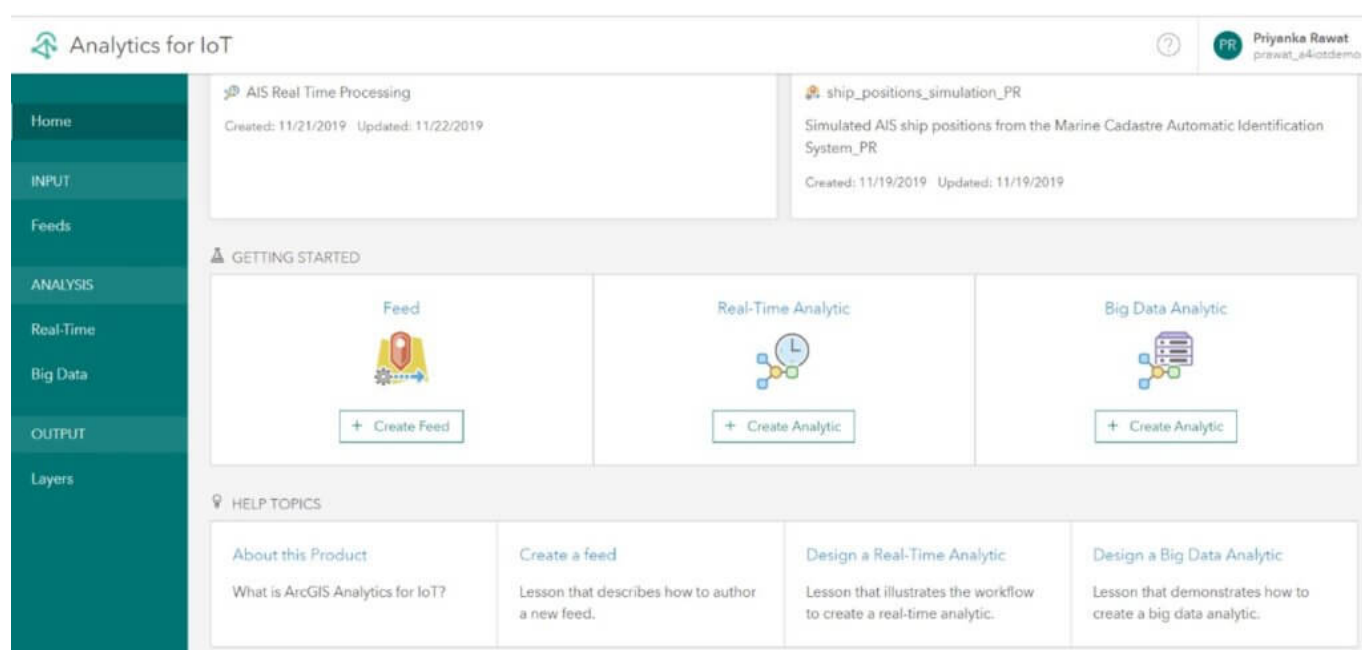 Analytics for IoT
PR
Priyanka Rawat
prawat_a4iotdemo
Home
INPUT
Feeds
ANALYSIS
Real-Time
Big Data
OUTPUT
Layers
AIS Real Time Processing
Created: 11/21/2019 Updated: 11/22/2019
ship_positions_simulation_PR
Simulated AIS ship positions from the Marine Cadastre Automatic Identification
System_PR
Created: 11/19/2019 Updated: 11/19/2019
GETTING STARTED
Feed
+ Create Feed
Real-Time Analytic
+ Create Analytic
Big Data Analytic
+ Create Analytic
HELP TOPICS
About this Product
What is ArcGIS Analytics for IoT?
Create a feed
Lesson that describes how to author
a new feed.
Design a Real-Time Analytic
Lesson that illustrates the workflow
to create a real-time analytic.
Design a Big Data Analytic
Lesson that demonstrates how to
create a big data analytic.